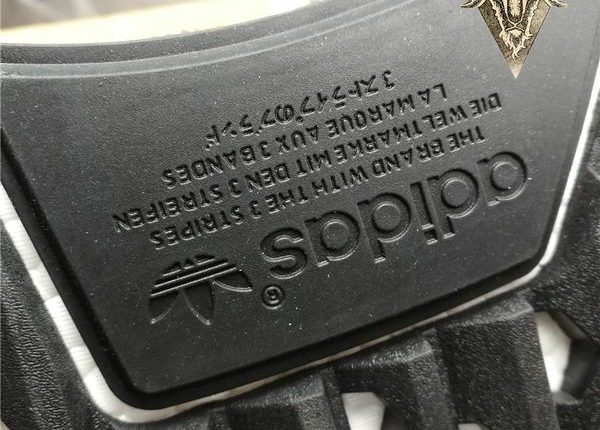 adidas®
THE BRAND WITH THE 3 STRIPES
DIE WELTMARKE MIT DEN 3 STREIFEN
LA MARQUE AUX 3 BANDES
3ストライプのブランド